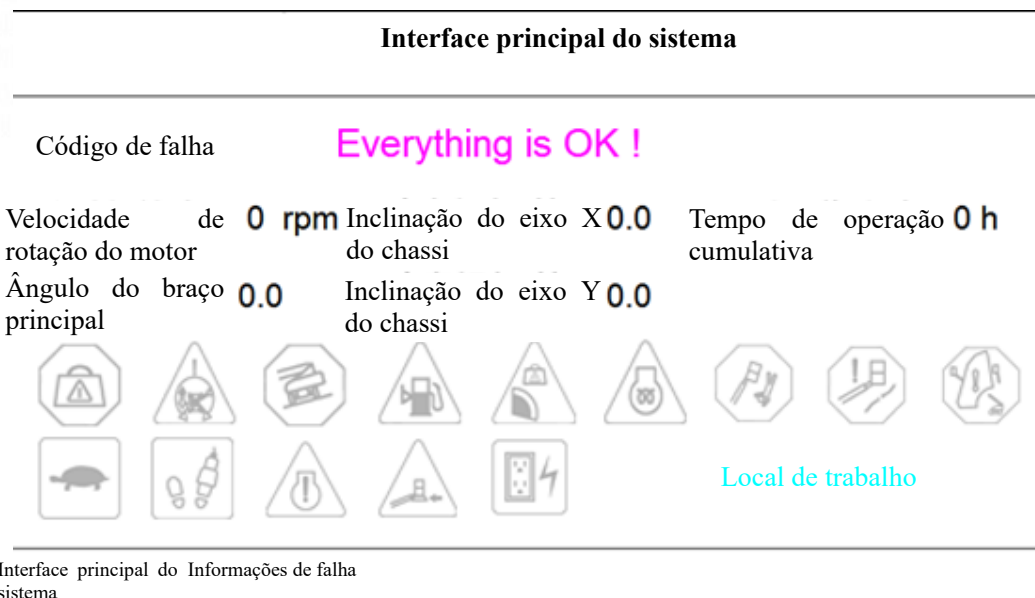 Interface principal do sistema
Código de falha Everything is OK !
Velocidade de 0 rpm Inclinação do eixo X 0.0 Tempo de operação 0 h
rotação do motor do chassi cumulativa
Ângulo do braço 0.0 Inclinação do eixo Y 0.0
principal do chassi
Local de trabalho
Interface principal do Informações de falha
sistema